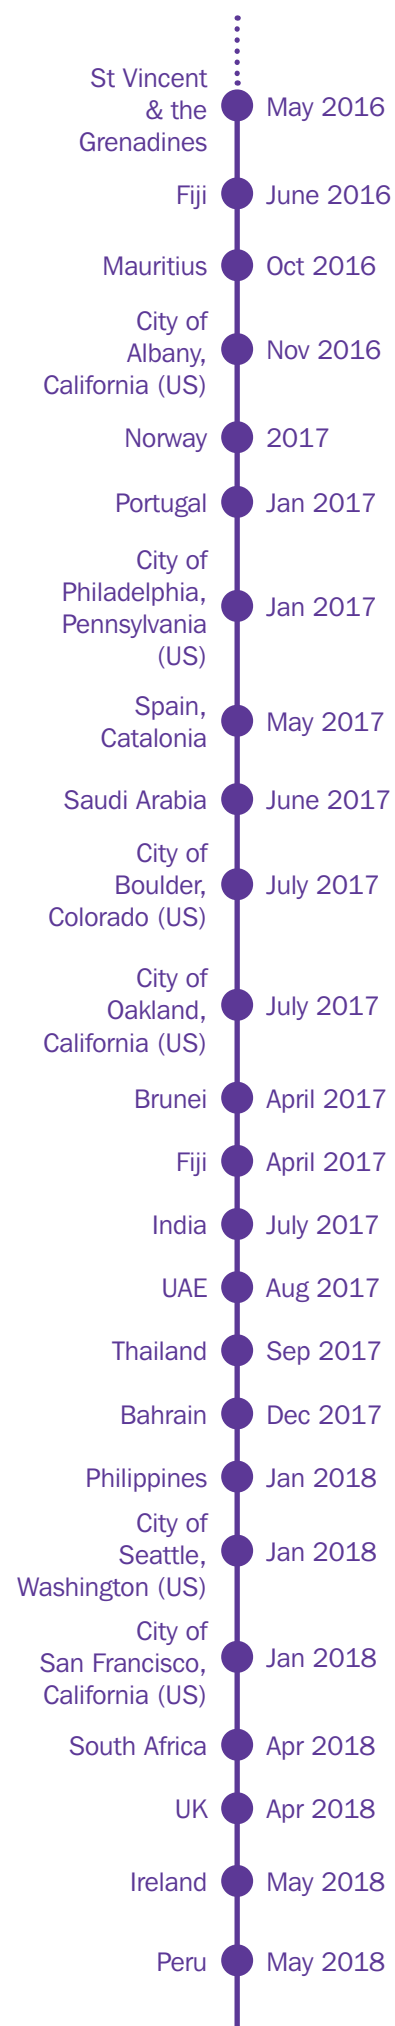 St Vincent
& the
Grenadines
May 2016
Fiji
June 2016
Mauritius
Oct 2016
City of
Albany,
California (US)
Nov 2016
Norway
2017
Portugal
Jan 2017
City of
Philadelphia,
Pennsylvania
(US)
Jan 2017
Spain,
Catalonia
May 2017
Saudi Arabia
June 2017
City of
Boulder,
Colorado (US)
July 2017
City of
Oakland,
California (US)
July 2017
Brunei
April 2017
Fiji
April 2017
India
July 2017
UAE
Aug 2017
Thailand
Sep 2017
Bahrain
Dec 2017
Philippines
Jan 2018
City of
Seattle,
Washington (US)
Jan 2018
City of
San Francisco,
California (US)
Jan 2018
South Africa
Apr 2018
UK
Apr 2018
Ireland
May 2018
Peru
May 2018